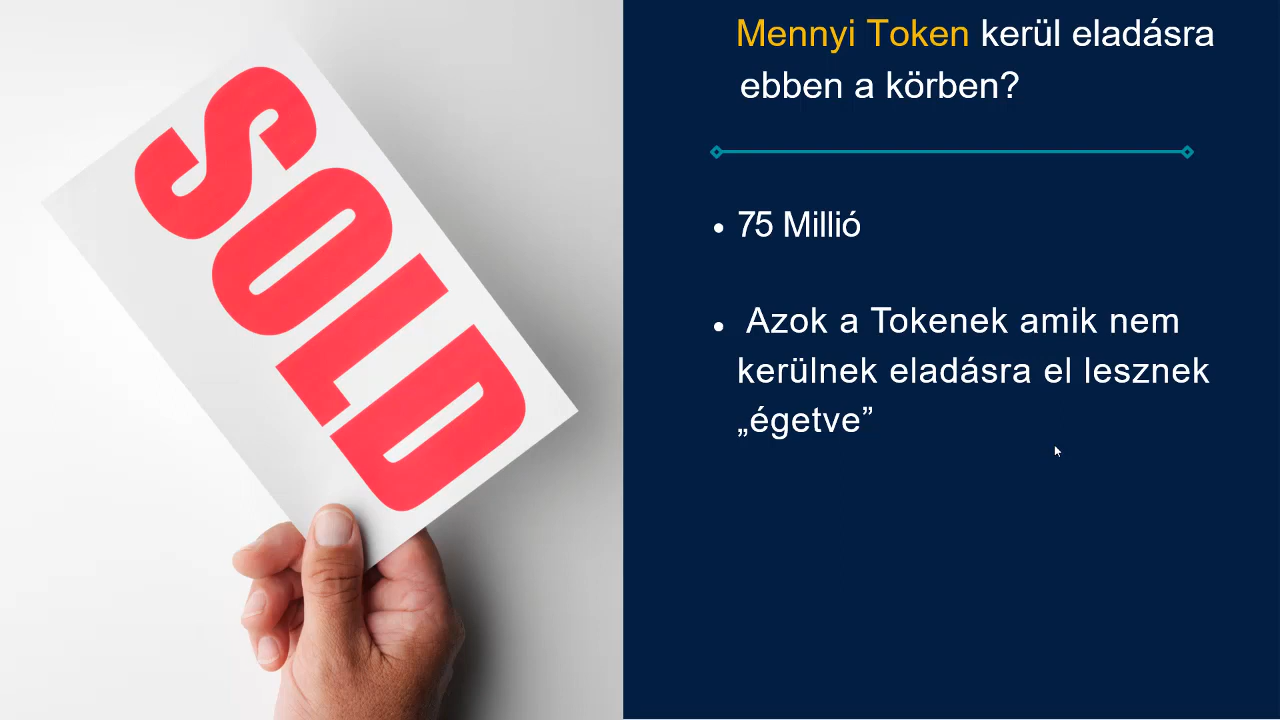 SOLD
Mennyi Token kerül eladásra
ebben a körben?
• 75 Millió
• Azok a Tokenek amik nem
kerülnek eladásra el lesznek
„égetve”